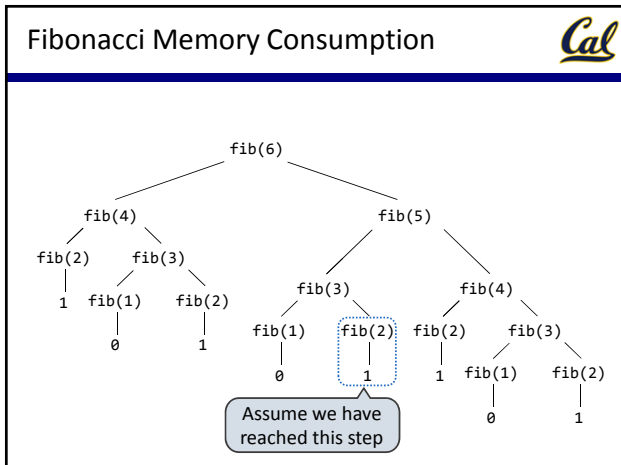 Fibonacci Memory Consumption
Cal
fib(6)
fib(4) fib(5)
fib(2) fib(3)
fib(3) fib(4)
1 fib(1) fib(2)
fib(1) fib(2) fib(2) fib(3)
0 1
0 1 1 fib(1) fib(2)
0 1
Assume we have
reached this step